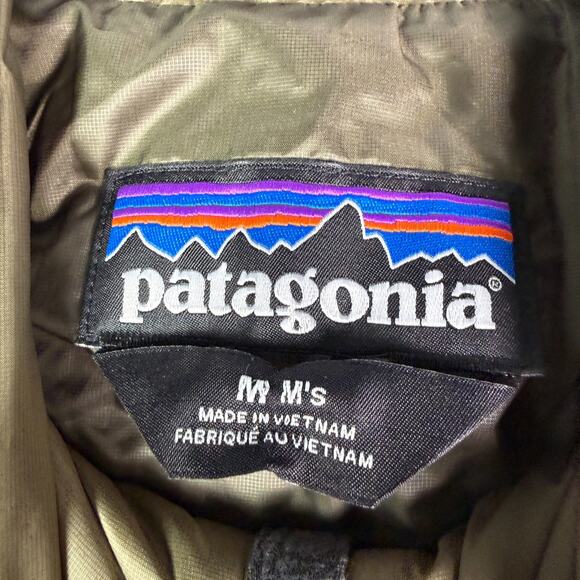 patagonia®
M M's
MADE IN VIETNAM
FABRIQUÉ AU VIETNAM